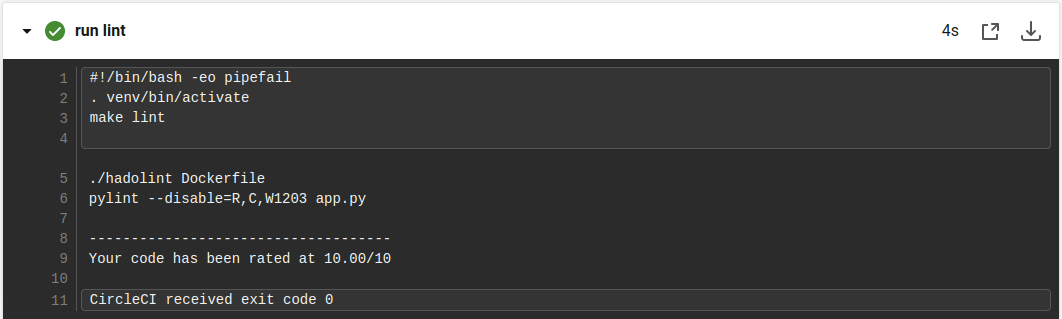 run lint
4s
1 #!/bin/bash -eo pipefail
2 . venv/bin/activate
3 make lint
4
5 ./hadolint Dockerfile
6 pylint --disable=R,C,W1203 app.py
7
8 ------------------------------------
9 Your code has been rated at 10.00/10
10
11 CircleCI received exit code 0